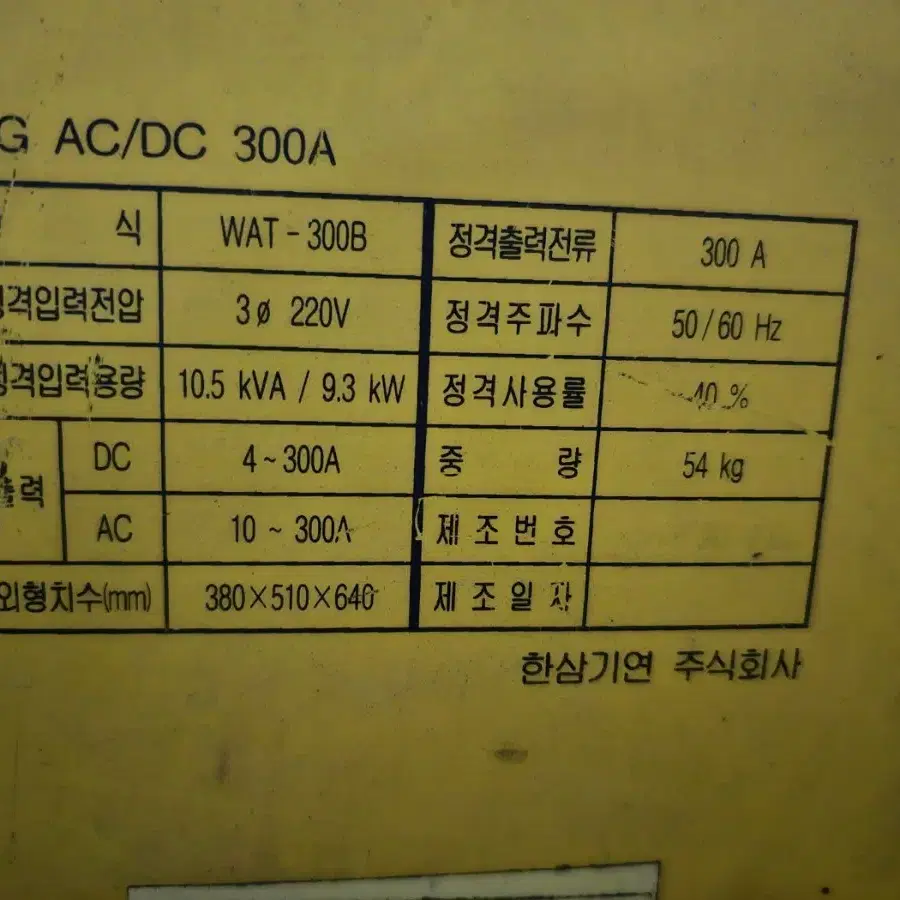 G AC/DC 300A
식 WAT-300B 정격출력전류 300 A
정격입력전압 3ø 220V 정격주파수 50/60 Hz
정격입력용량 10.5 kVA / 9.3 kW 정격사용률 40 %
출력 DC 4~300A 중 량 54 kg
AC 10 ~ 300A 제조번호
외형치수(mm) 380×510×640 제조일자
한삼기연 주식회사